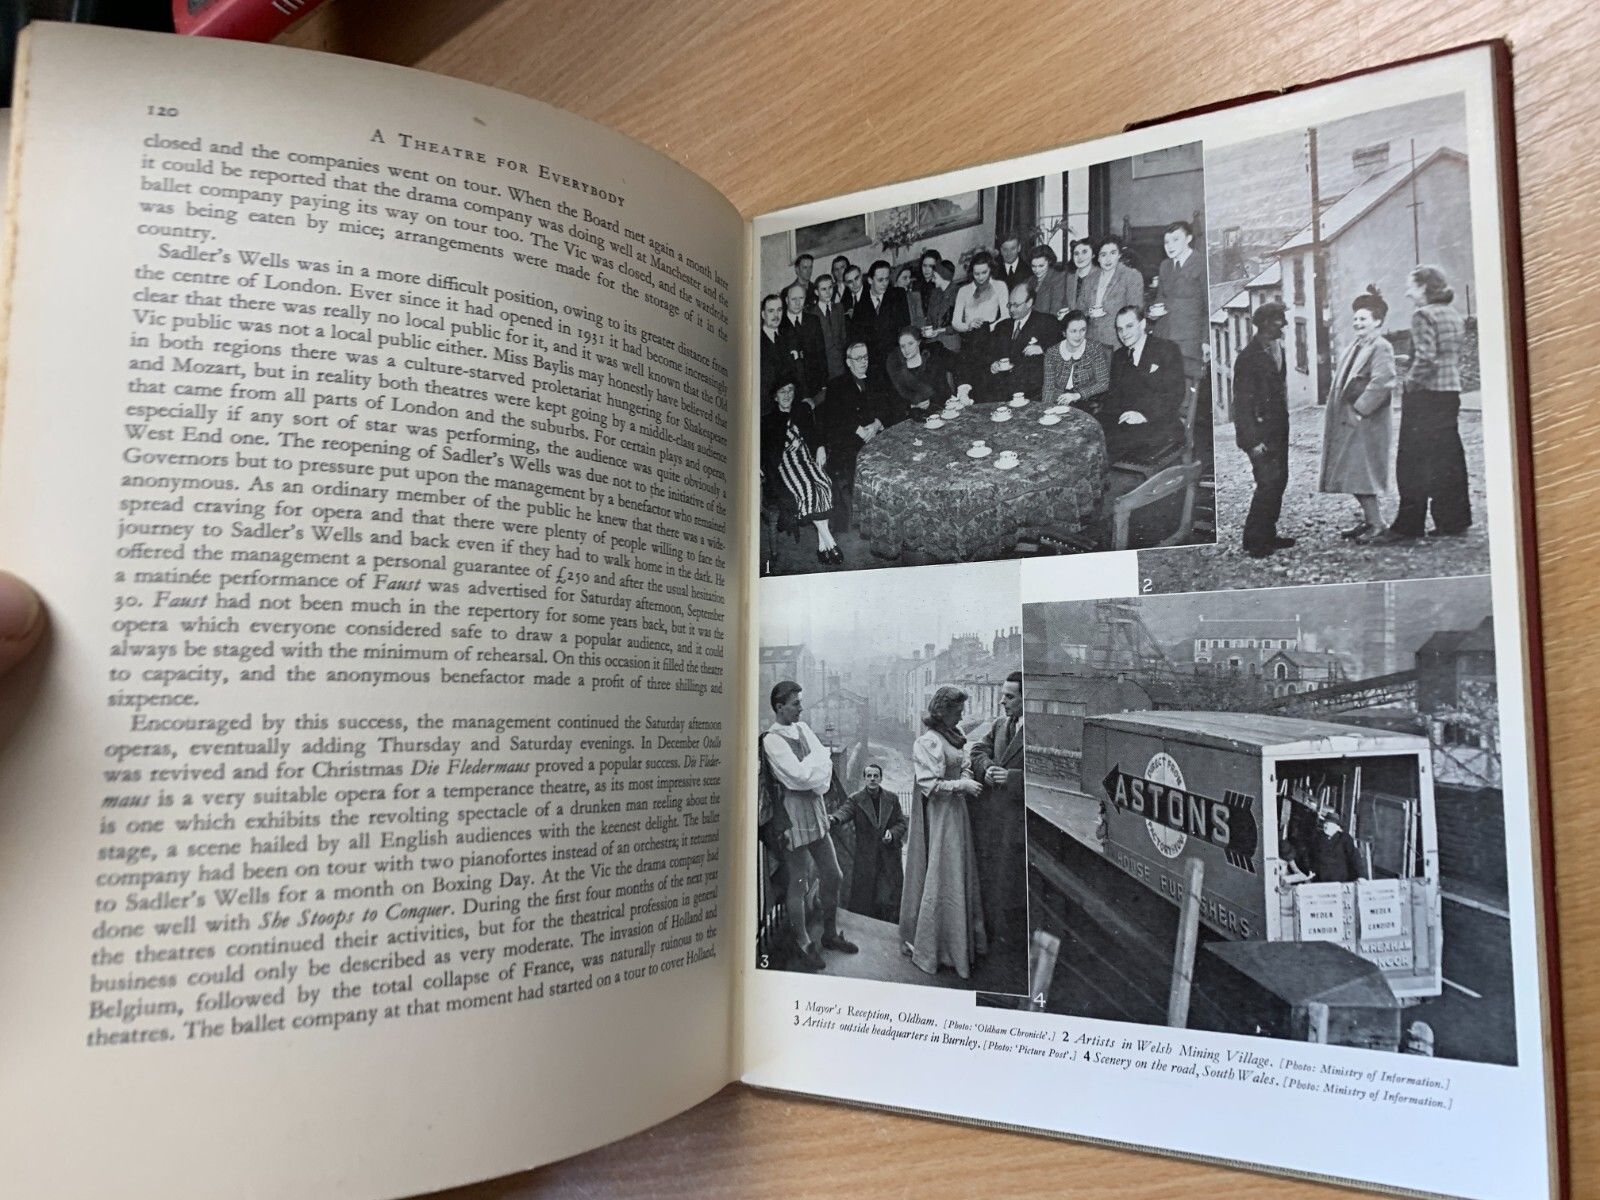 120
A Theatre for Everybody
closed and the companies went on tour. When the Board met again a month later
it could be reported that the drama company was doing well at Manchester and the
ballet company paying its way on tour too. The Vic was closed, and the wardrobe
was being eaten by mice; arrangements were made for the storage of it in the
country.
Sadler's Wells was in a more difficult position, owing to its greater distance from
the centre of London. Ever since it had opened in 1931 it had become increasingly
clear that there was really no local public for it, and it was well known that the Old
Vic public was not a local public either. Miss Baylis may honestly have believed that
in both regions there was a culture-starved proletariat hungering for Shakespeare
and Mozart, but in reality both theatres were kept going by a middle-class audience
that came from all parts of London and the suburbs. For certain plays and operas,
especially if any sort of star was performing, the audience was quite obviously a
West End one. The reopening of Sadler's Wells was due not to the initiative of the
Governors but to pressure put upon the management by a benefactor who remained
anonymous. As an ordinary member of the public he knew that there was a wide-
spread craving for opera and that there were plenty of people willing to face the
journey to Sadler's Wells and back even if they had to walk home in the dark. He
offered the management a personal guarantee of £250 and after the usual hesitation
a matinée performance of Faust was advertised for Saturday afternoon, September
30. Faust had not been much in the repertory for some years back, but it was the
opera which everyone considered safe to draw a popular audience, and it could
always be staged with the minimum of rehearsal. On this occasion it filled the theatre
to capacity, and the anonymous benefactor made a profit of three shillings and
sixpence.
Encouraged by this success, the management continued the Saturday afternoon
operas, eventually adding Thursday and Saturday evenings. In December Otello
was revived and for Christmas Die Fledermaus proved a popular success. Die Fleder-
maus is a very suitable opera for a temperance theatre, as its most impressive scene
is one which exhibits the revolting spectacle of a drunken man reeling about the
stage, a scene hailed by all English audiences with the keenest delight. The ballet
company had been on tour with two pianofortes instead of an orchestra; it returned
to Sadler's Wells for a month on Boxing Day. At the Vic the drama company had
done well with She Stoops to Conquer. During the first four months of the next year
the theatres continued their activities, but for the theatrical profession in general
business could only be described as very moderate. The invasion of Holland and
Belgium, followed by the total collapse of France, was naturally ruinous to the
theatres. The ballet company at that moment had started on a tour to cover Holland,
1
2
3
4
DIRECT FROM
ASTONS
HOUSE FURNISHERS
MEDEA
CANDIDA
MEDEA
CANDIDA
WREXHAM
BANGOR
1 Mayor's Reception, Oldham. [Photo: 'Oldham Chronicle'.] 2 Artists in Welsh Mining Village. [Photo: Ministry of Information.]
3 Artists outside headquarters in Burnley. [Photo: 'Picture Post'.] 4 Scenery on the road, South Wales. [Photo: Ministry of Information.]